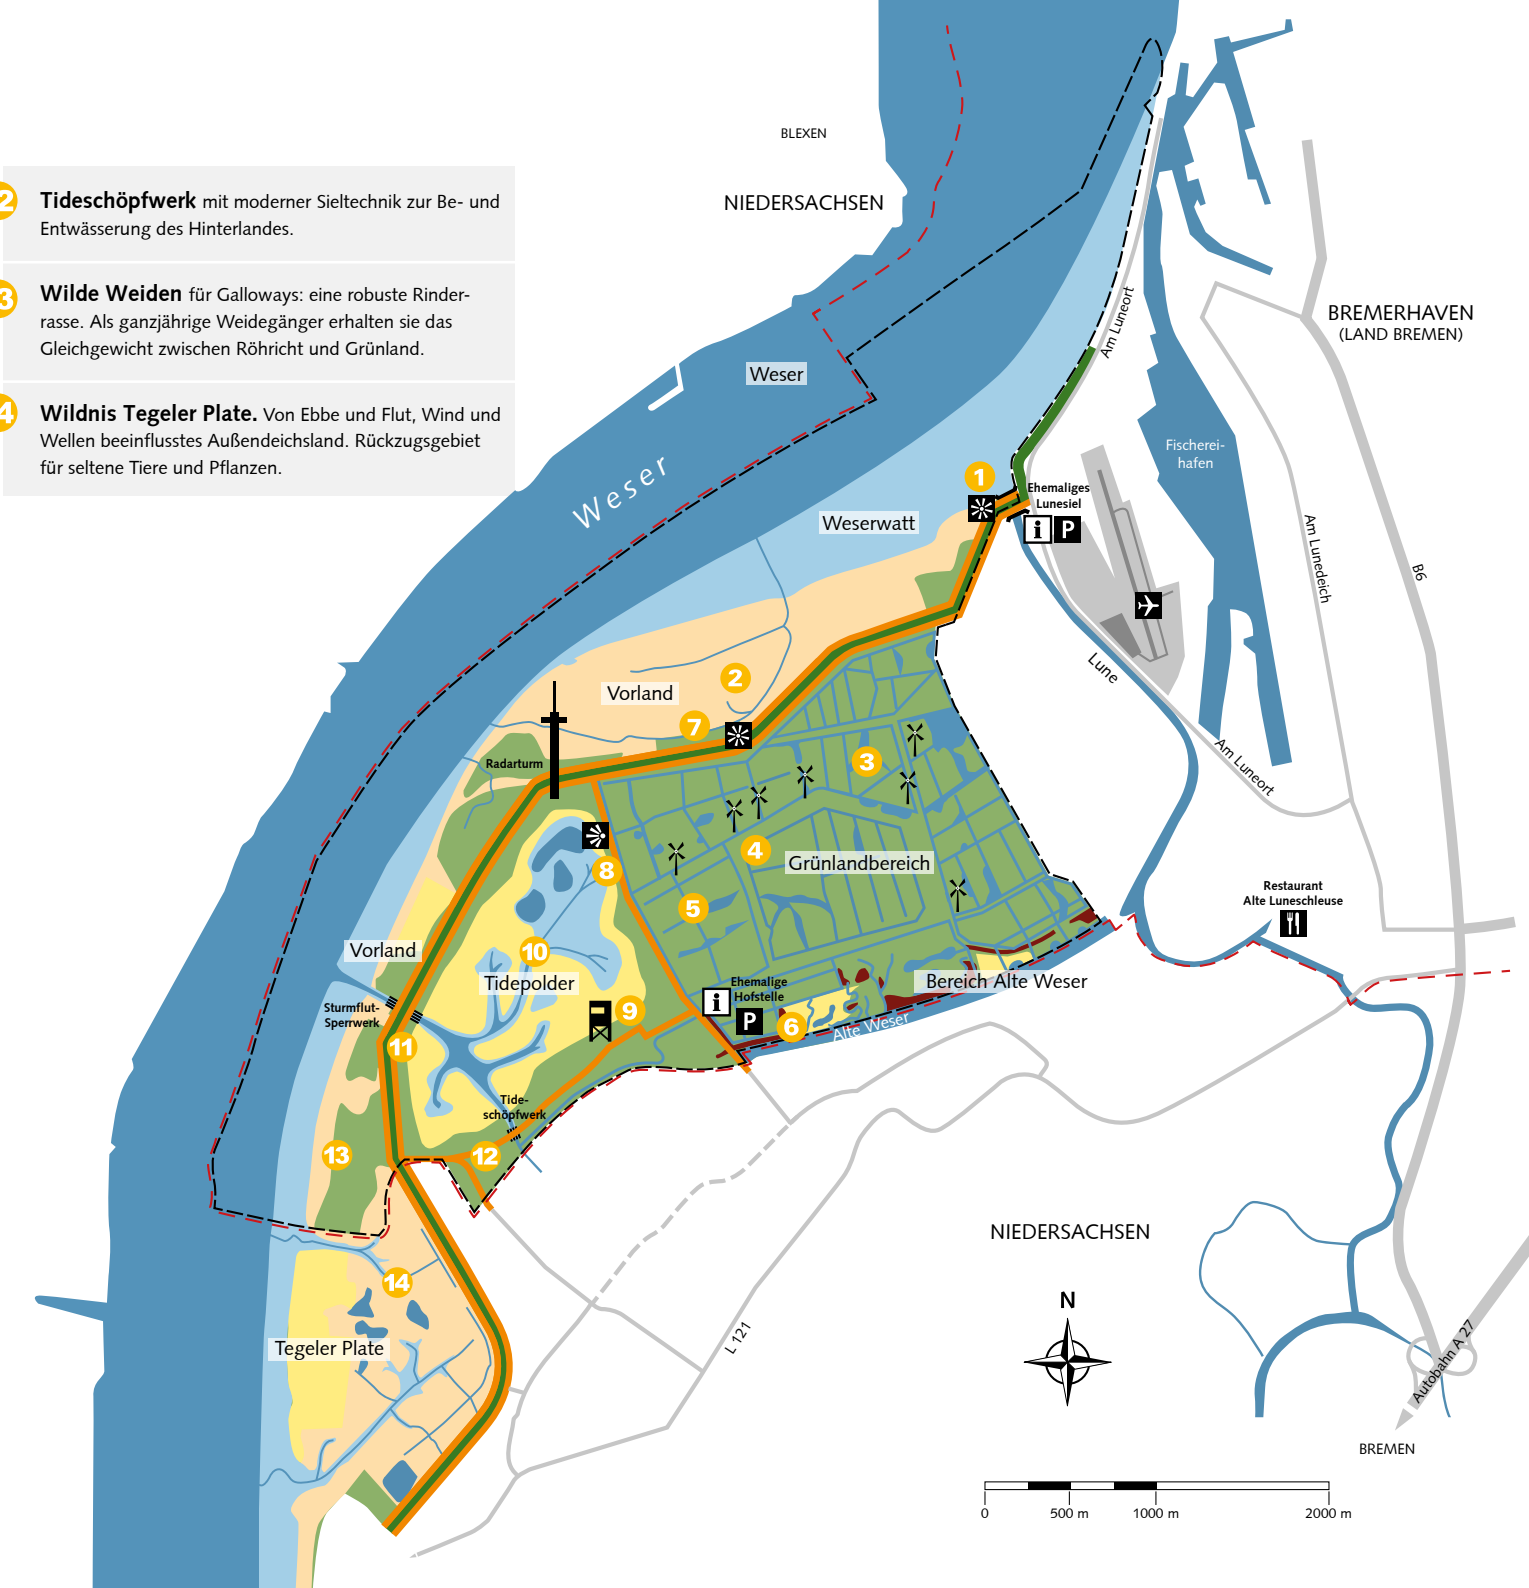 BLEXEN
NIEDERSACHSEN
2 Tideschöpfwerk mit moderner Sieltechnik zur Be- und
Entwässerung des Hinterlandes.
3 Wilde Weiden für Galloways: eine robuste Rinder-
rasse. Als ganzjährige Weidegänger erhalten sie das
Gleichgewicht zwischen Röhricht und Grünland.
4 Wildnis Tegeler Plate. Von Ebbe und Flut, Wind und
Wellen beeinflusstes Außendeichsland. Rückzugsgebiet
für seltene Tiere und Pflanzen.
BREMERHAVEN
(LAND BREMEN)
Am Luneort
Weser
Fischerei-
hafen
Weser
1
Ehemaliges
Lunesiel
i P
Weserwatt
Am Lunedeich
B6
Lune
2
Vorland
7
Radarturm
3
Am Luneort
4
Grünlandbereich
8
5
Restaurant
Alte Luneschleuse
Vorland
10
Tidepolder
Bereich Alte Weser
Ehemalige
Hofstelle
i
P
Sturmflut-
Sperrwerk
9
6
Alte Weser
11
Tide-
schöpfwerk
13
12
NIEDERSACHSEN
14
N
Tegeler Plate
L 121
Autobahn A 27
BREMEN
0
500 m
1000 m
2000 m